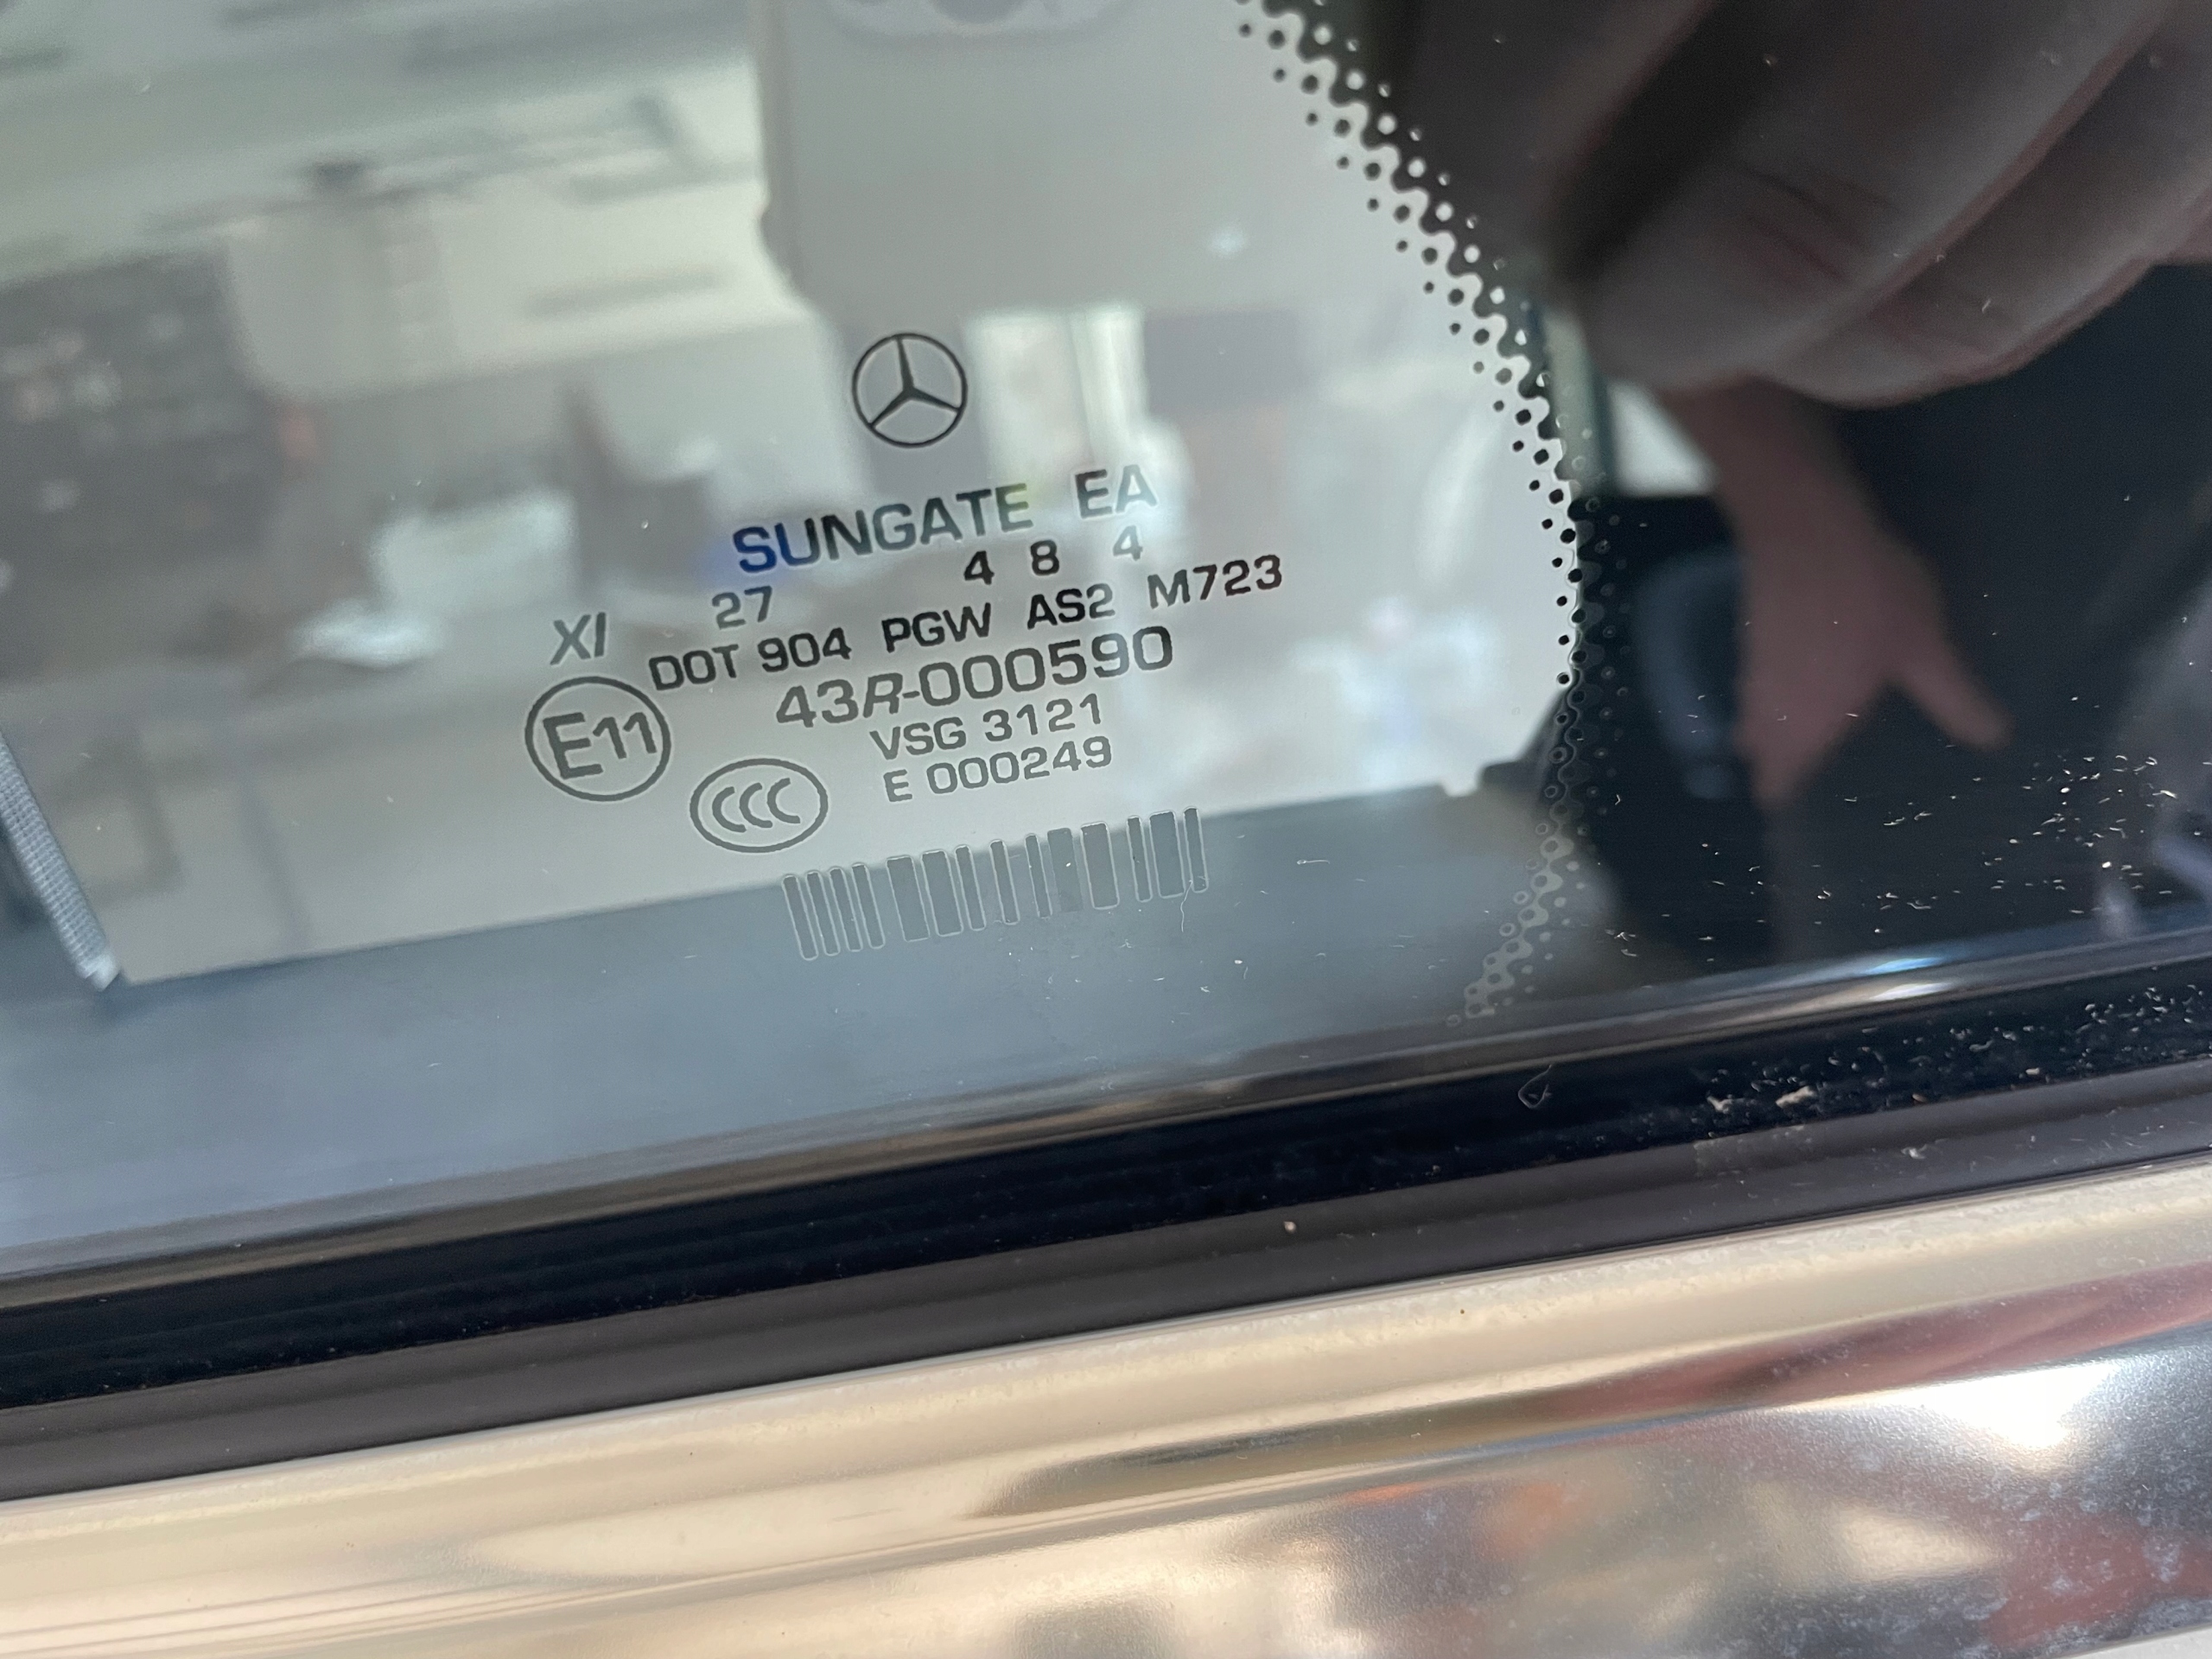 SUNGATE EA
27 4 8 4
XI DOT 904 PGW AS2 M723
E11 43R-000590
VSG 3121
CCC E 000249